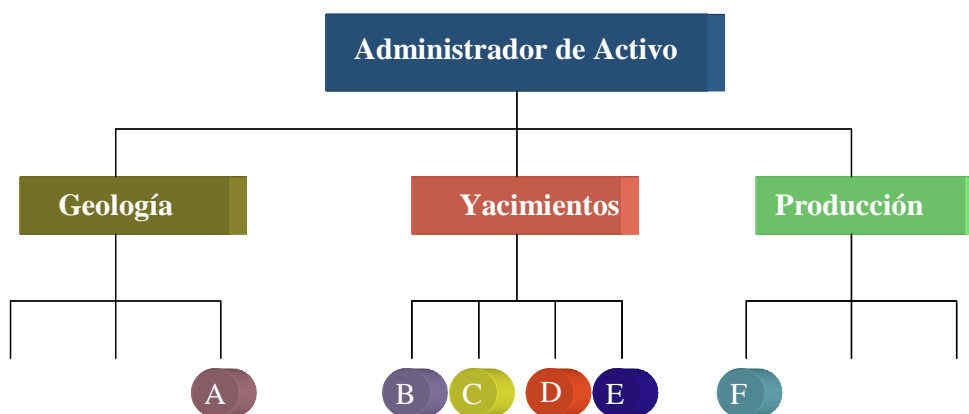 Administrador de Activo
Geología
Yacimientos
Producción
A
B
C
D
E
F